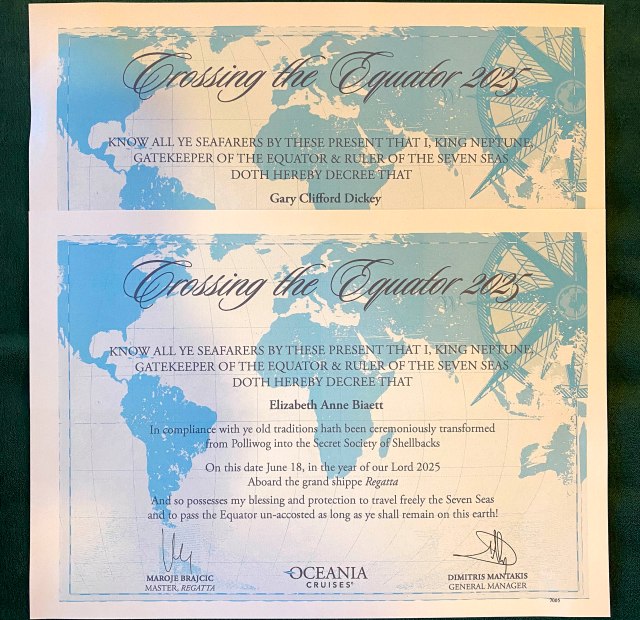 Crossing the Equator 2025
KNOW ALL YE SEAFARERS BY THESE PRESENT THAT I, KING NEPTUNE,
GATEKEEPER OF THE EQUATOR & RULER OF THE SEVEN SEAS
DOTH HEREBY DECREE THAT
Gary Clifford Dickey
Crossing the Equator 2025
KNOW ALL YE SEAFARERS BY THESE PRESENT THAT I, KING NEPTUNE,
GATEKEEPER OF THE EQUATOR & RULER OF THE SEVEN SEAS
DOTH HEREBY DECREE THAT
Elizabeth Anne Biaett
In compliance with ye old traditions hath been ceremoniously transformed
from Polliwog into the Secret Society of Shellbacks
On this date June 18, in the year of our Lord 2025
Aboard the grand shippe Regatta
And so possesses my blessing and protection to travel freely the Seven Seas
and to pass the Equator un-accosted as long as ye shall remain on this earth!
MAROJE BRAJCIC
MASTER, REGATTA
OCEANIA
CRUISES®
DIMITRIS MANTAKIS
GENERAL MANAGER